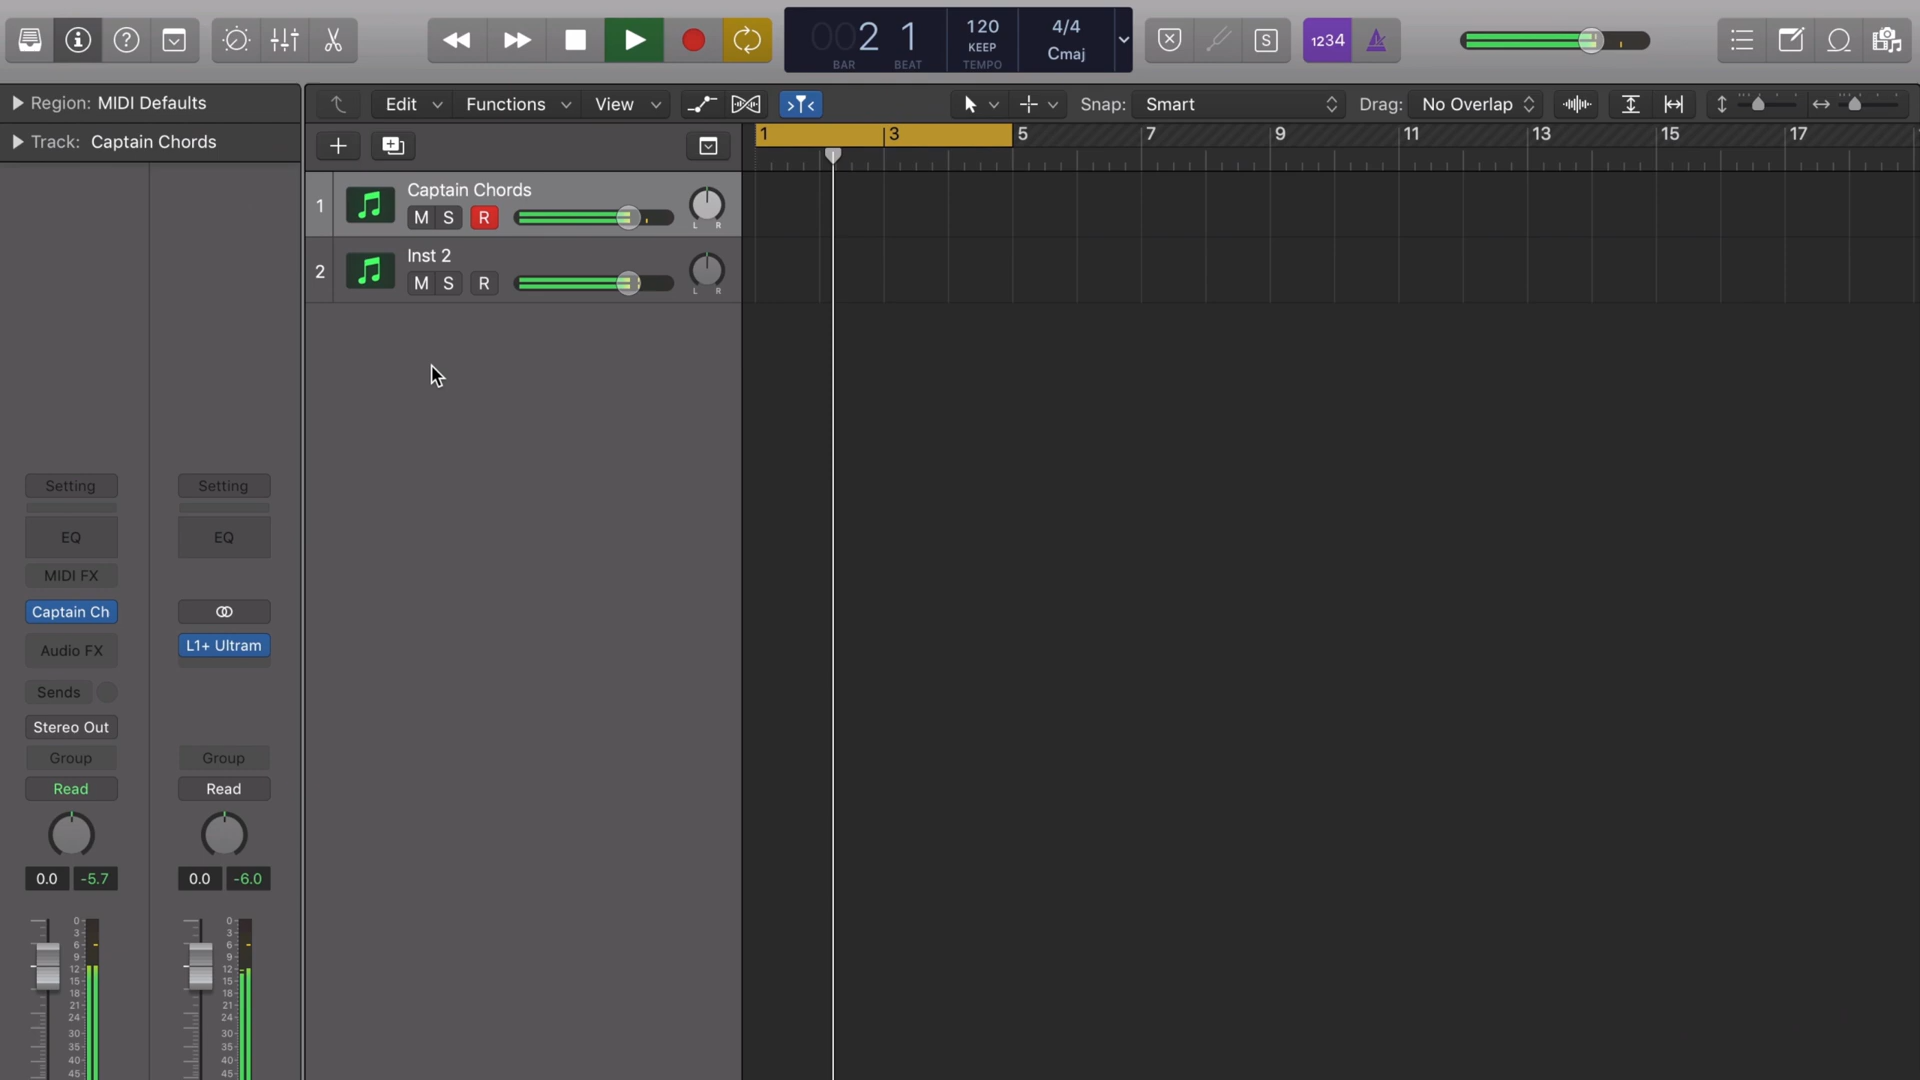 002 1
BAR BEAT
120
KEEP
TEMPO
4/4
Cmaj
S
1234
Region: MIDI Defaults
Track: Captain Chords
Edit Functions View
Snap: Smart
Drag: No Overlap
1 3 5 7 9 11 13 15 17
1 Captain Chords
M S R
L R
2 Inst 2
M S R
L R
Setting Setting
EQ EQ
MIDI FX
Captain Ch
Audio FX L1+ Ultram
Sends
Stereo Out
Group Group
Read Read
0.0 -5.7 0.0 -6.0
0 0
3 3
6 6
9 9
12 12
15 15
18 18
21 21
24 24
30 30
35 35
40 40
45 45